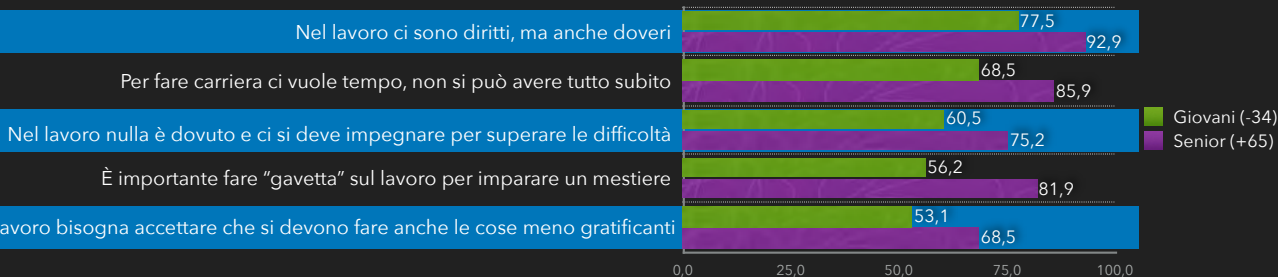 Nel lavoro ci sono diritti, ma anche doveri
77,5
92,9
Per fare carriera ci vuole tempo, non si può avere tutto subito
68,5
85,9
Nel lavoro nulla è dovuto e ci si deve impegnare per superare le difficoltà
60,5
75,2
È importante fare “gavetta” sul lavoro per imparare un mestiere
56,2
81,9
avoro bisogna accettare che si devono fare anche le cose meno gratificanti
53,1
68,5
0,0 25,0 50,0 75,0 100,0
Giovani (-34)
Senior (+65)